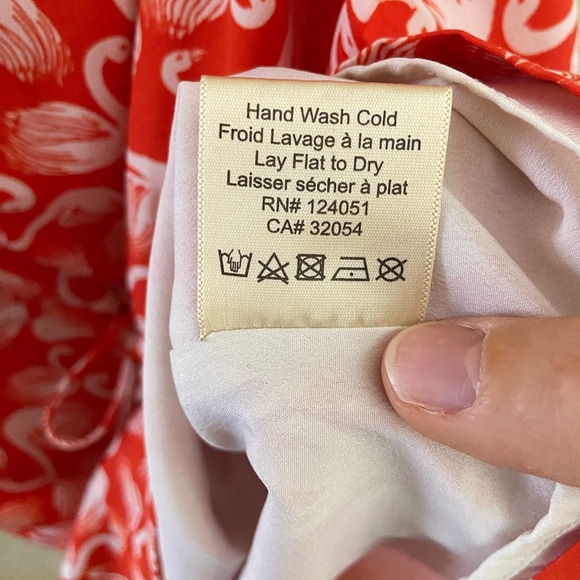 Hand Wash Cold
Froid Lavage à la main
Lay Flat to Dry
Laisser sécher à plat
RN# 124051
CA# 32054